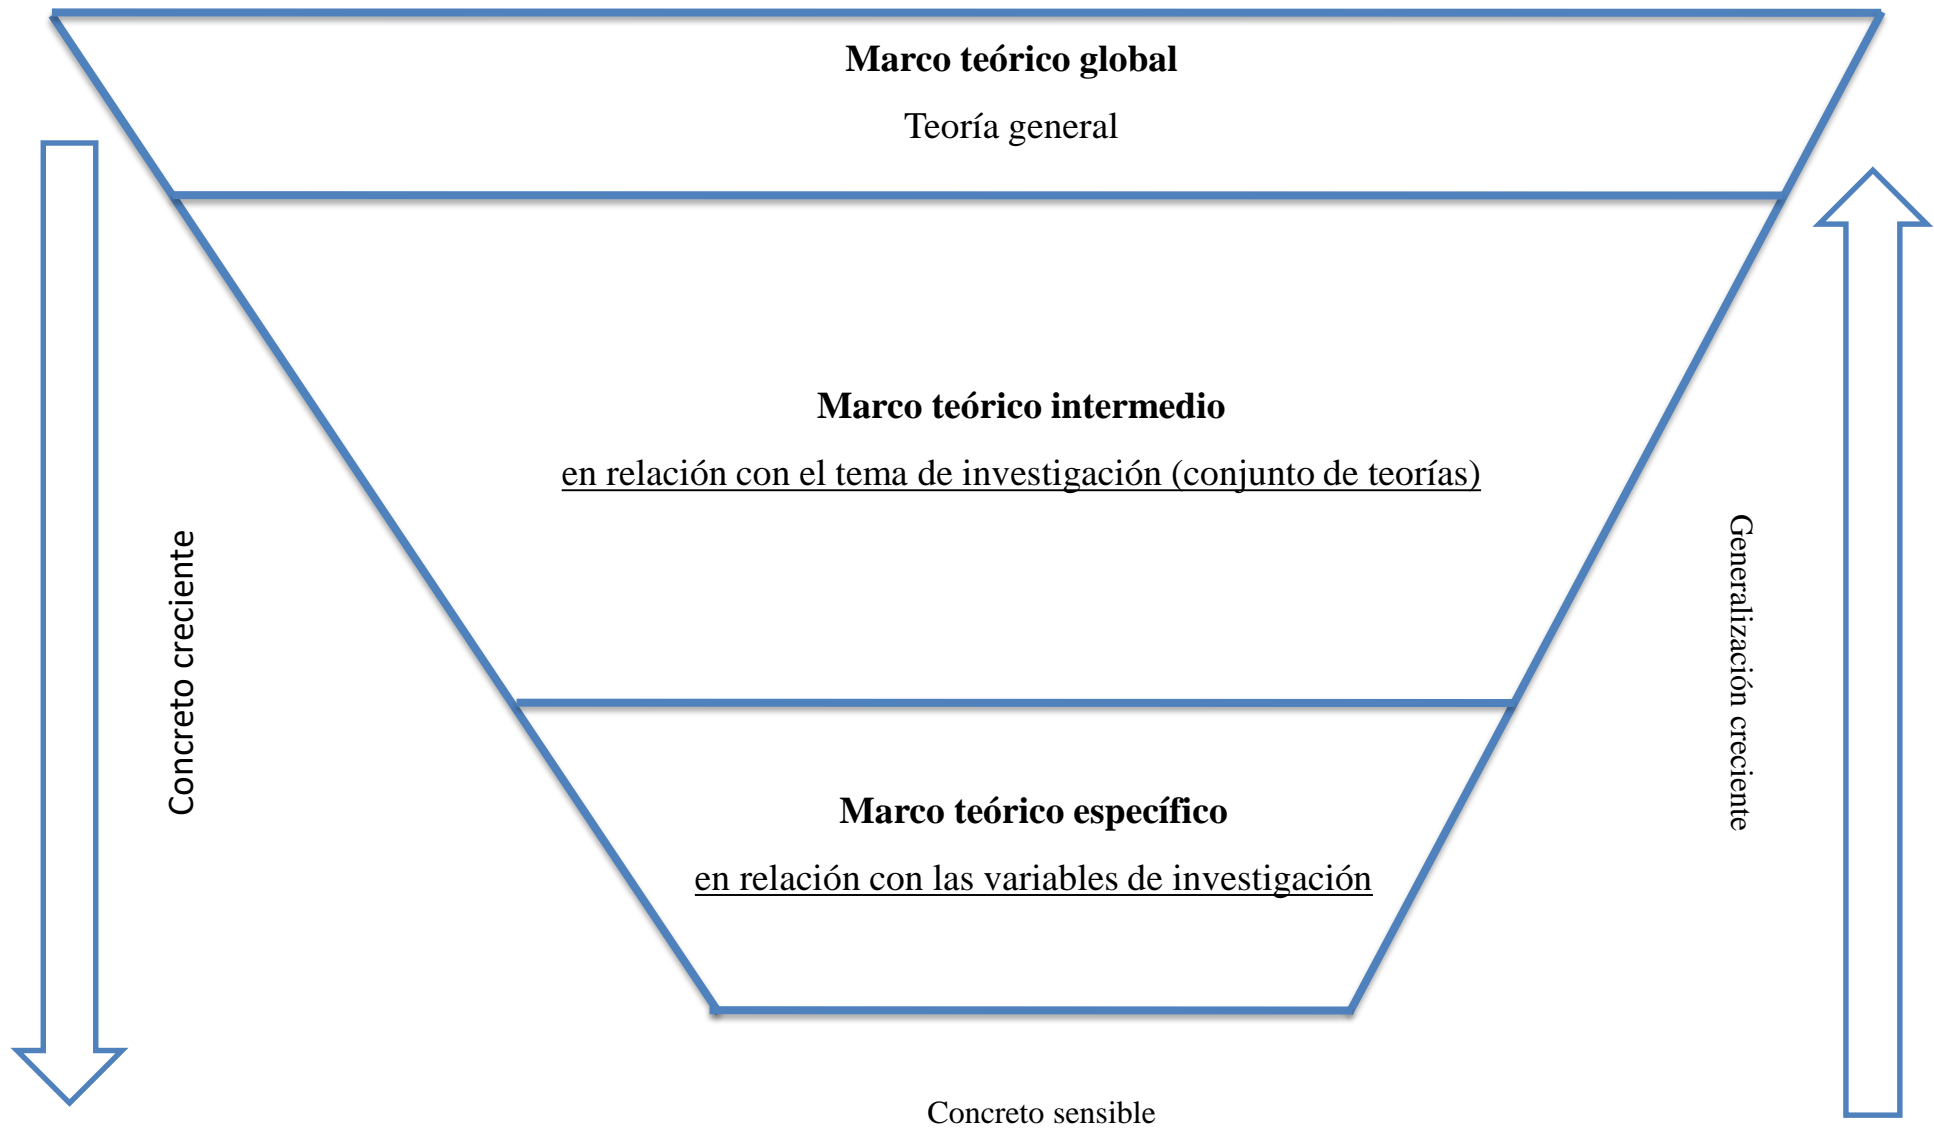 Marco teórico global
Teoría general
Marco teórico intermedio
en relación con el tema de investigación (conjunto de teorías)
Concreto creciente
Generalización creciente
Marco teórico específico
en relación con las variables de investigación
Concreto sensible